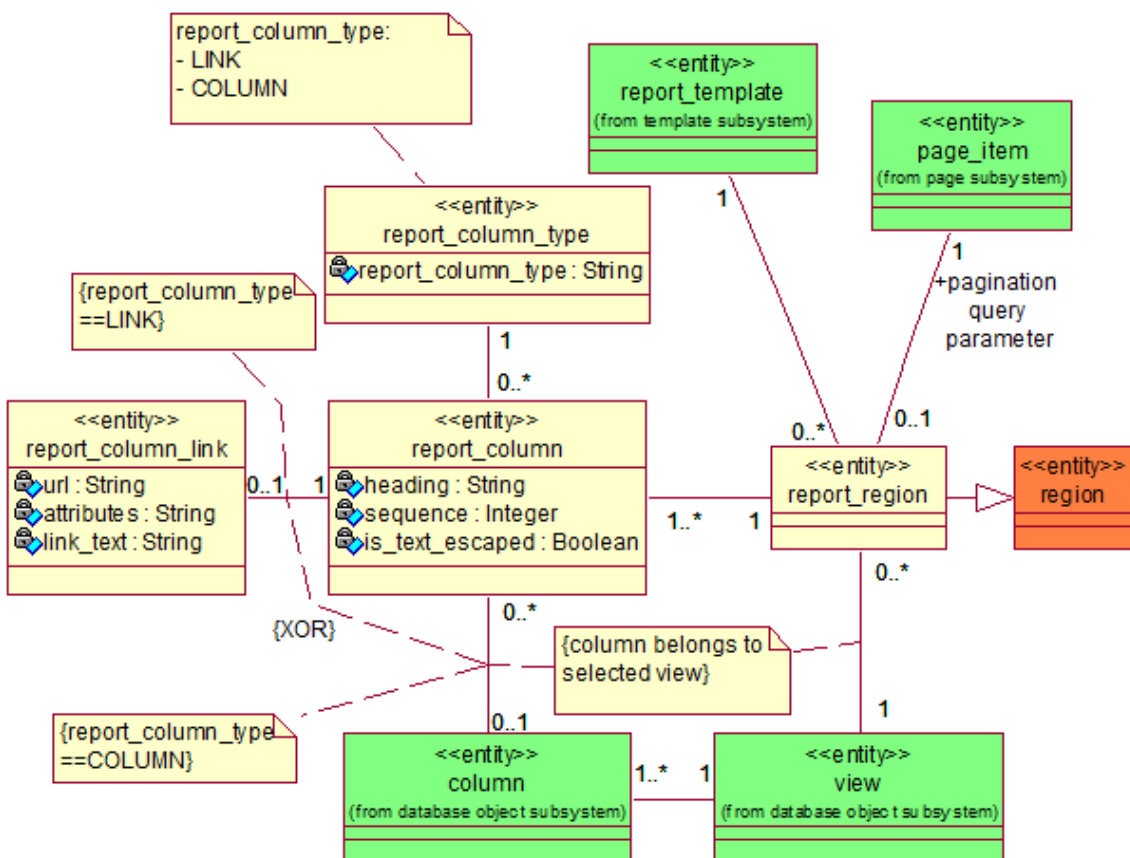 report_column_type:
- LINK
- COLUMN
<<entity>>
report_template
(from template subsystem)
<<entity>>
page_item
(from page subsystem)
<<entity>>
report_column_type
report_column_type : String
1
1
+pagination
query
parameter
{report_column_type
==LINK}
1
0..*
<<entity>>
report_column_link
url : String
attributes : String
link_text : String
0..1
1
<<entity>>
report_column
heading : String
sequence : Integer
is_text_escaped : Boolean
0..*
0..1
<<entity>>
report_region
<<entity>>
region
1..*
1
0..*
0..*
{XOR}
{column belongs to
selected view}
{report_column_type
==COLUMN}
0..1
1
<<entity>>
column
(from database object subsystem)
1..*
1
<<entity>>
view
(from database object subsystem)